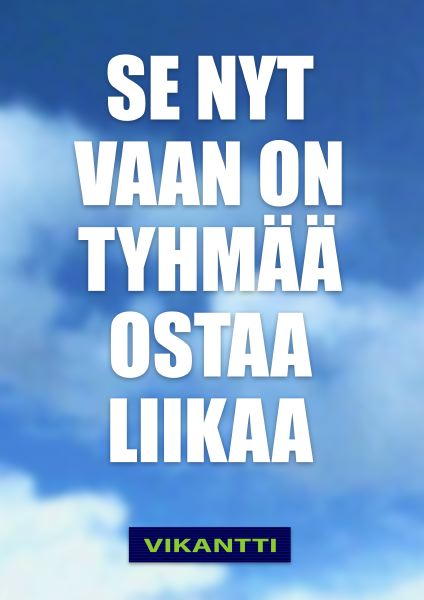 SE NYT
VAAN ON
TYHMÄÄ
OSTAA
LIIKAA
VIKANTTI